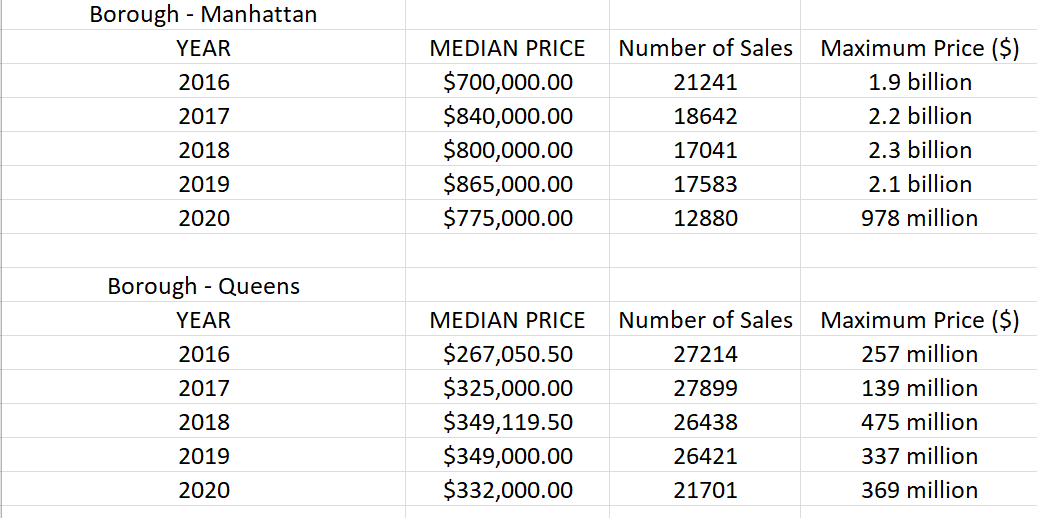 Borough - Manhattan
YEAR MEDIAN PRICE Number of Sales Maximum Price ($)
2016 $700,000.00 21241 1.9 billion
2017 $840,000.00 18642 2.2 billion
2018 $800,000.00 17041 2.3 billion
2019 $865,000.00 17583 2.1 billion
2020 $775,000.00 12880 978 million
Borough - Queens
YEAR MEDIAN PRICE Number of Sales Maximum Price ($)
2016 $267,050.50 27214 257 million
2017 $325,000.00 27899 139 million
2018 $349,119.50 26438 475 million
2019 $349,000.00 26421 337 million
2020 $332,000.00 21701 369 million